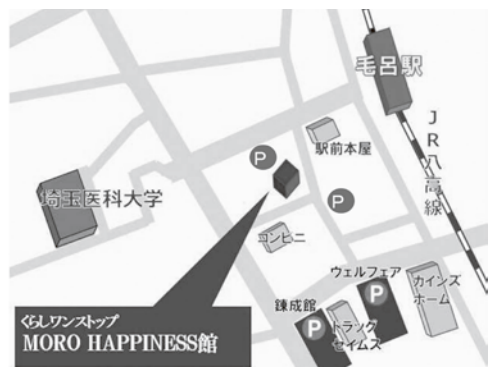 毛呂駅
JR八高線
駅前本屋
P
埼玉医科大学
P
コンビニ
ウェルフェア
カインズ
ホーム
P
錬成館
P
ドラッグ
セイムス
くらしワンストップ
MORO HAPPINESS館